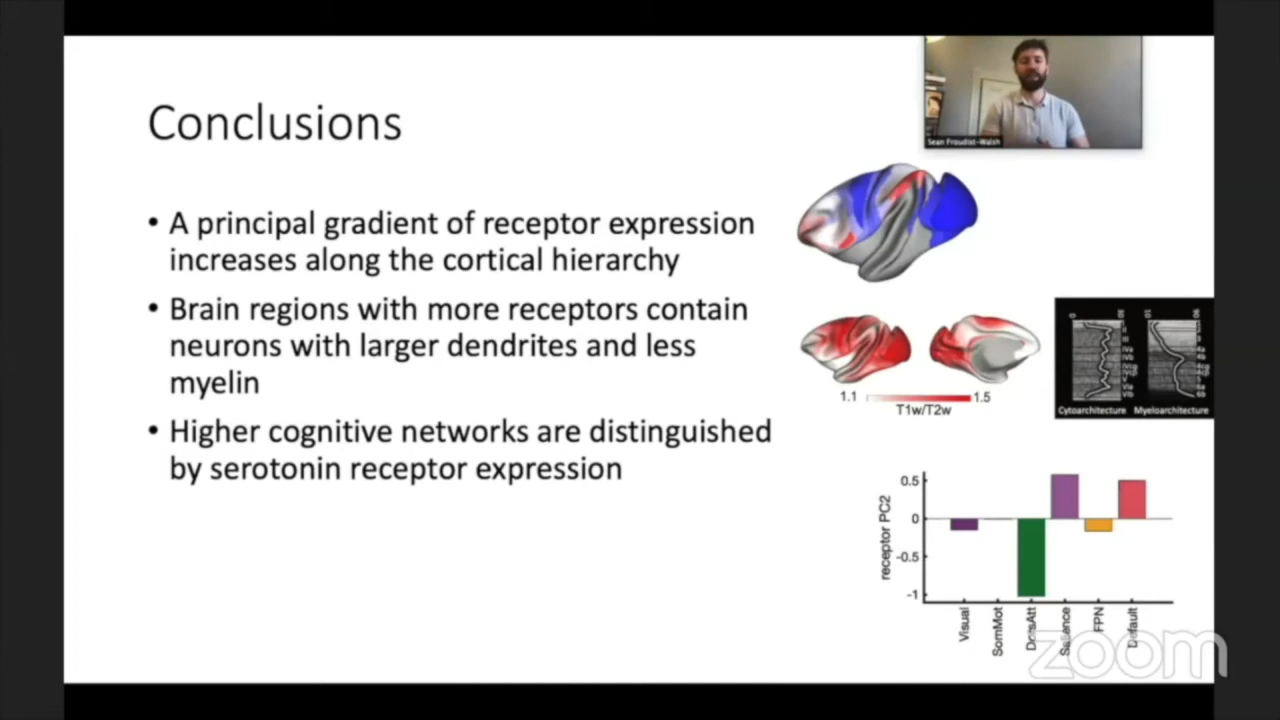 Conclusions
Sean Froudist-Walsh
• A principal gradient of receptor expression
increases along the cortical hierarchy
• Brain regions with more receptors contain
neurons with larger dendrites and less
myelin
• Higher cognitive networks are distinguished
by serotonin receptor expression
1.1
1.5
T1w/T2w
Cytoarchitecture
Myeloarchitecture
receptor PC2
0.5
0
-0.5
-1
Visual
SomMot
DorsAtt
Salience
FPN
Default
zoom